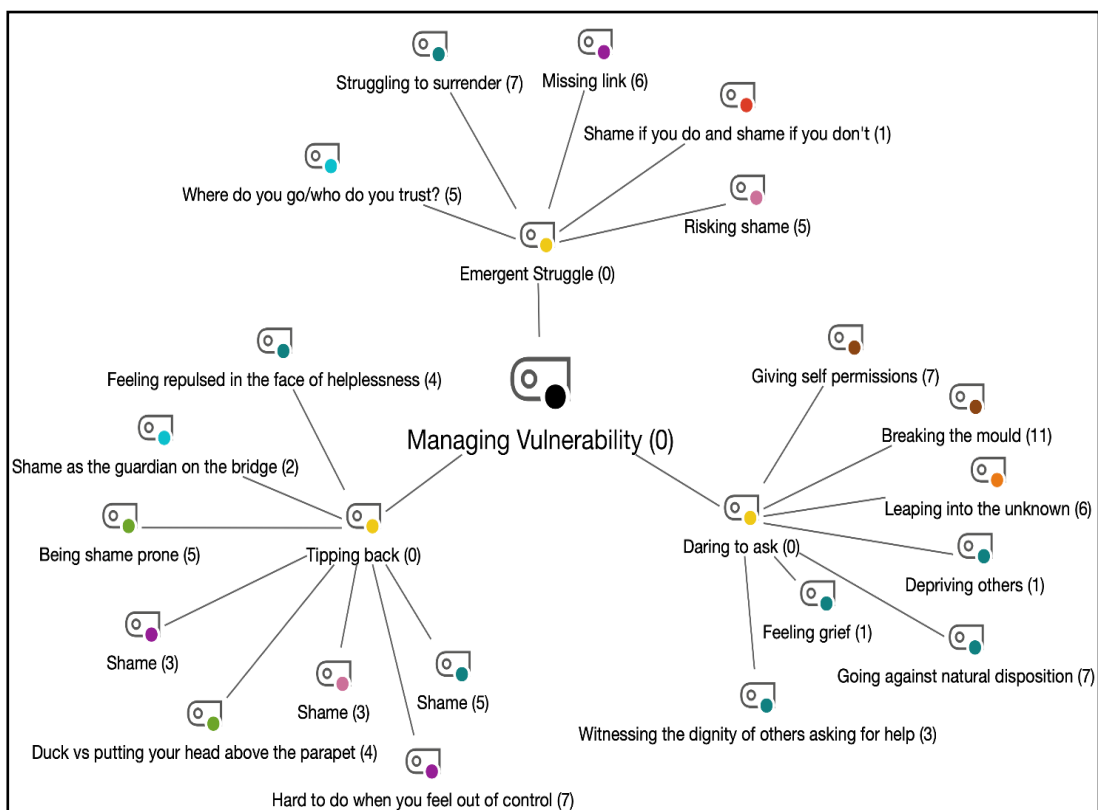 Struggling to surrender (7)
Missing link (6)
Shame if you do and shame if you don't (1)
Where do you go/who do you trust? (5)
Risking shame (5)
Emergent Struggle (0)
Feeling repulsed in the face of helplessness (4)
Giving self permissions (7)
Managing Vulnerability (0)
Breaking the mould (11)
Shame as the guardian on the bridge (2)
Leaping into the unknown (6)
Being shame prone (5)
Tipping back (0)
Daring to ask (0)
Depriving others (1)
Feeling grief (1)
Shame (3)
Going against natural disposition (7)
Shame (3)
Shame (5)
Witnessing the dignity of others asking for help (3)
Duck vs putting your head above the parapet (4)
Hard to do when you feel out of control (7)